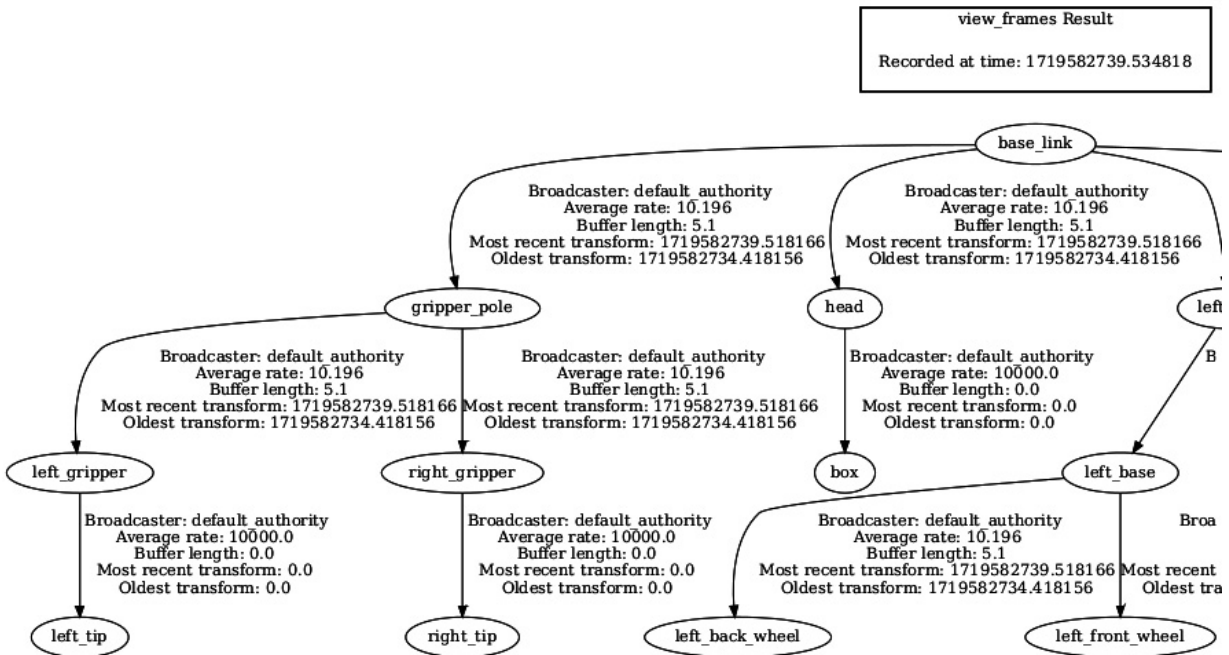 view_frames Result
Recorded at time: 1719582739.534818
base_link
Broadcaster: default_authority
Average rate: 10.196
Buffer length: 5.1
Most recent transform: 1719582739.518166
Oldest transform: 1719582734.418156
Broadcaster: default_authority
Average rate: 10.196
Buffer length: 5.1
Most recent transform: 1719582739.518166
Oldest transform: 1719582734.418156
gripper_pole
head
left
Broadcaster: default_authority
Average rate: 10.196
Buffer length: 5.1
Most recent transform: 1719582739.518166
Oldest transform: 1719582734.418156
Broadcaster: default_authority
Average rate: 10.196
Buffer length: 5.1
Most recent transform: 1719582739.518166
Oldest transform: 1719582734.418156
Broadcaster: default_authority
Average rate: 10000.0
Buffer length: 0.0
Most recent transform: 0.0
Oldest transform: 0.0
B
left_gripper
right_gripper
box
left_base
Broadcaster: default_authority
Average rate: 10000.0
Buffer length: 0.0
Most recent transform: 0.0
Oldest transform: 0.0
Broadcaster: default_authority
Average rate: 10000.0
Buffer length: 0.0
Most recent transform: 0.0
Oldest transform: 0.0
Broadcaster: default_authority
Average rate: 10.196
Buffer length: 5.1
Most recent transform: 1719582739.518166
Oldest transform: 1719582734.418156
Broa
Most recent
Oldest tra
left_tip
right_tip
left_back_wheel
left_front_wheel